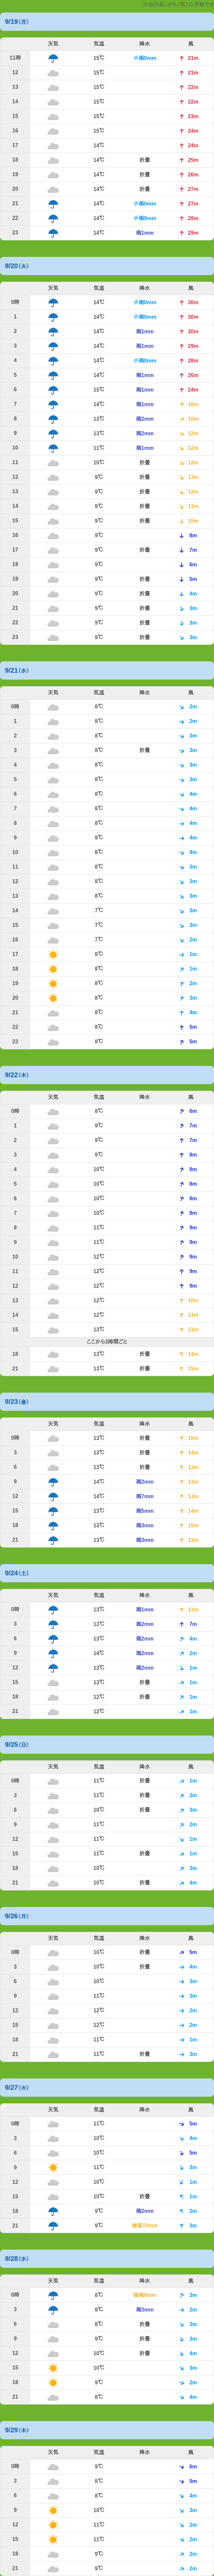 9/19(月)
天気 気温 降水 風
11時 15℃ 小雨0mm 21m
12 15℃ 21m
13 15℃ 22m
14 15℃ 22m
15 15℃ 23m
16 15℃ 24m
17 14℃ 24m
18 14℃ 折畳 25m
19 14℃ 折畳 26m
20 14℃ 折畳 27m
21 14℃ 小雨0mm 27m
22 14℃ 小雨0mm 28m
23 14℃ 雨1mm 29m
9/20(火)
天気 気温 降水 風
0時 14℃ 小雨0mm 30m
1 14℃ 小雨0mm 30m
2 14℃ 雨1mm 30m
3 14℃ 雨1mm 29m
4 14℃ 小雨0mm 28m
5 14℃ 雨1mm 26m
6 15℃ 雨1mm 24m
7 14℃ 雨1mm 16m
8 13℃ 雨2mm 10m
9 13℃ 雨2mm 12m
10 11℃ 雨1mm 12m
11 10℃ 折畳 12m
12 9℃ 折畳 13m
13 9℃ 折畳 12m
14 9℃ 折畳 11m
15 9℃ 折畳 10m
16 9℃ 8m
17 9℃ 折畳 7m
18 9℃ 6m
19 9℃ 折畳 5m
20 9℃ 折畳 4m
21 9℃ 折畳 3m
22 9℃ 折畳 3m
23 9℃ 折畳 3m
9/21(水)
天気 気温 降水 風
0時 8℃ 2m
1 8℃ 2m
2 8℃ 3m
3 8℃ 折畳 3m
4 8℃ 3m
5 8℃ 3m
6 8℃ 4m
7 8℃ 4m
8 8℃ 4m
9 8℃ 4m
10 8℃ 4m
11 8℃ 3m
12 8℃ 3m
13 8℃ 3m
14 7℃ 3m
15 7℃ 3m
16 7℃ 2m
17 8℃ 1m
18 8℃ 1m
19 8℃ 2m
20 8℃ 3m
21 8℃ 4m
22 8℃ 5m
23 8℃ 5m
9/22(木)
天気 気温 降水 風
0時 8℃ 6m
1 9℃ 7m
2 9℃ 7m
3 9℃ 8m
4 10℃ 8m
5 10℃ 8m
6 10℃ 8m
7 10℃ 8m
8 11℃ 9m
9 11℃ 9m
10 12℃ 9m
11 12℃ 9m
12 12℃ 9m
13 12℃ 10m
14 12℃ 11m
15 13℃ 11m
ここから3時間ごと
18 13℃ 折畳 14m
21 13℃ 折畳 15m
9/23(金)
天気 気温 降水 風
0時 13℃ 折畳 15m
3 13℃ 折畳 14m
6 13℃ 折畳 13m
9 14℃ 雨2mm 13m
12 14℃ 雨7mm 13m
15 13℃ 雨5mm 14m
18 13℃ 雨3mm 15m
21 13℃ 雨3mm 13m
9/24(土)
天気 気温 降水 風
0時 13℃ 雨1mm 11m
3 13℃ 雨2mm 7m
6 13℃ 雨2mm 4m
9 14℃ 雨2mm 2m
12 13℃ 雨2mm 1m
15 13℃ 折畳 1m
18 12℃ 折畳 1m
21 12℃ 1m
9/25(日)
天気 気温 降水 風
0時 11℃ 折畳 1m
3 11℃ 折畳 2m
6 10℃ 折畳 3m
9 11℃ 2m
12 11℃ 1m
15 11℃ 折畳 1m
18 10℃ 3m
21 10℃ 折畳 4m
9/26(月)
天気 気温 降水 風
0時 10℃ 折畳 5m
3 10℃ 折畳 4m
6 10℃ 3m
9 11℃ 3m
12 12℃ 2m
15 12℃ 2m
18 11℃ 1m
21 11℃ 折畳 3m
9/27(火)
天気 気温 降水 風
0時 11℃ 5m
3 10℃ 4m
6 10℃ 5m
9 11℃ 3m
12 10℃ 1m
15 10℃ 折畳 1m
18 9℃ 雨2mm 2m
21 9℃ 強雨10mm 3m
9/28(水)
天気 気温 降水 風
0時 8℃ 強雨9mm 3m
3 8℃ 雨3mm 2m
6 8℃ 折畳 3m
9 9℃ 折畳 3m
12 10℃ 折畳 4m
15 10℃ 3m
18 9℃ 2m
21 8℃ 4m
9/29(木)
天気 気温 降水 風
0時 9℃ 6m
3 8℃ 5m
6 8℃ 4m
9 10℃ 3m
12 11℃ 2m
15 11℃ 2m
18 9℃ 2m
21 9℃ 2m